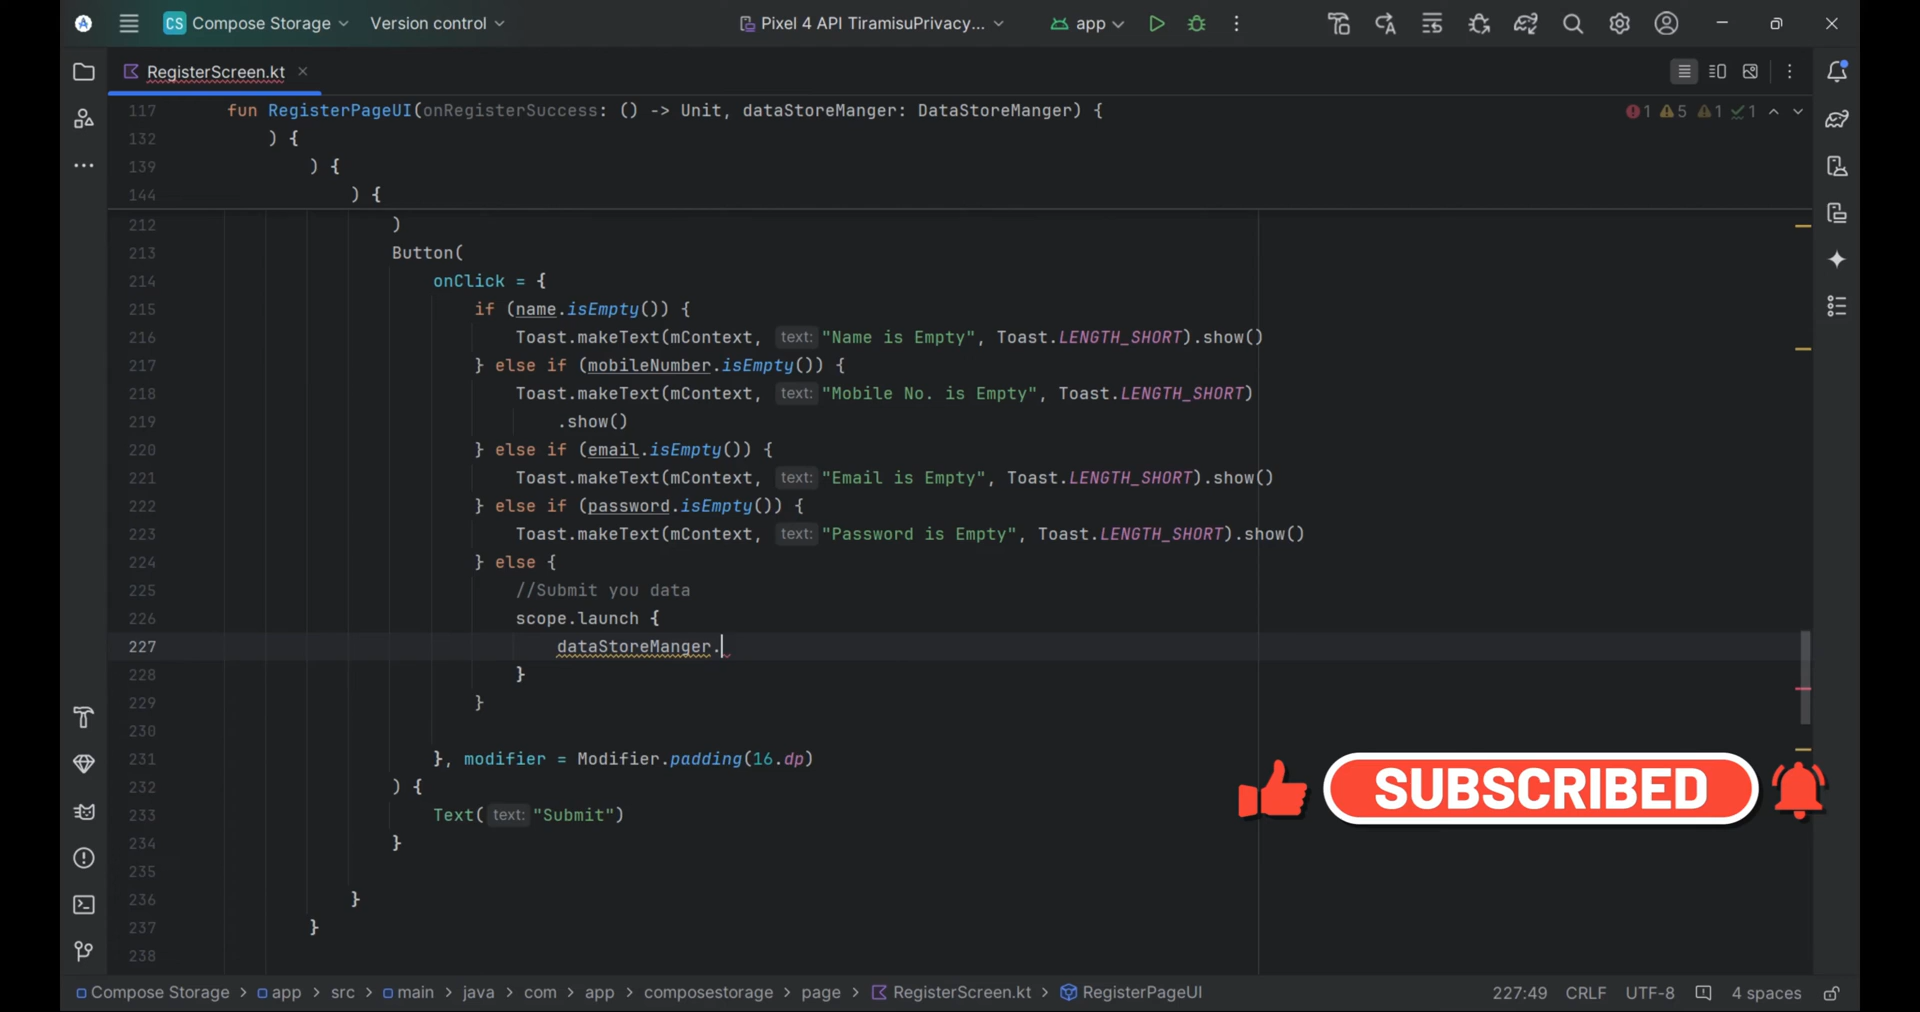 CS Compose Storage Version control Pixel 4 API TiramisuPrivacy... app
RegisterScreen.kt
117 fun RegisterPageUI(onRegisterSuccess: () -> Unit, dataStoreManger: DataStoreManger) { 1 5 1 1
132 ) {
139 ) {
144 ) {
212 )
213 Button(
214 onClick = {
215 if (name.isEmpty()) {
216 Toast.makeText(mContext, text: "Name is Empty", Toast.LENGTH_SHORT).show()
217 } else if (mobileNumber.isEmpty()) {
218 Toast.makeText(mContext, text: "Mobile No. is Empty", Toast.LENGTH_SHORT)
219 .show()
220 } else if (email.isEmpty()) {
221 Toast.makeText(mContext, text: "Email is Empty", Toast.LENGTH_SHORT).show()
222 } else if (password.isEmpty()) {
223 Toast.makeText(mContext, text: "Password is Empty", Toast.LENGTH_SHORT).show()
224 } else {
225 //Submit you data
226 scope.launch {
227 dataStoreManger.
228 }
229 }
230
231 }, modifier = Modifier.padding(16.dp)
232 ) {
233 Text( text: "Submit")
234 }
235
236 }
237 }
238
SUBSCRIBED
Compose Storage > app > src > main > java > com > app > composestorage > page > RegisterScreen.kt > RegisterPageUI 227:49 CRLF UTF-8 4 spaces